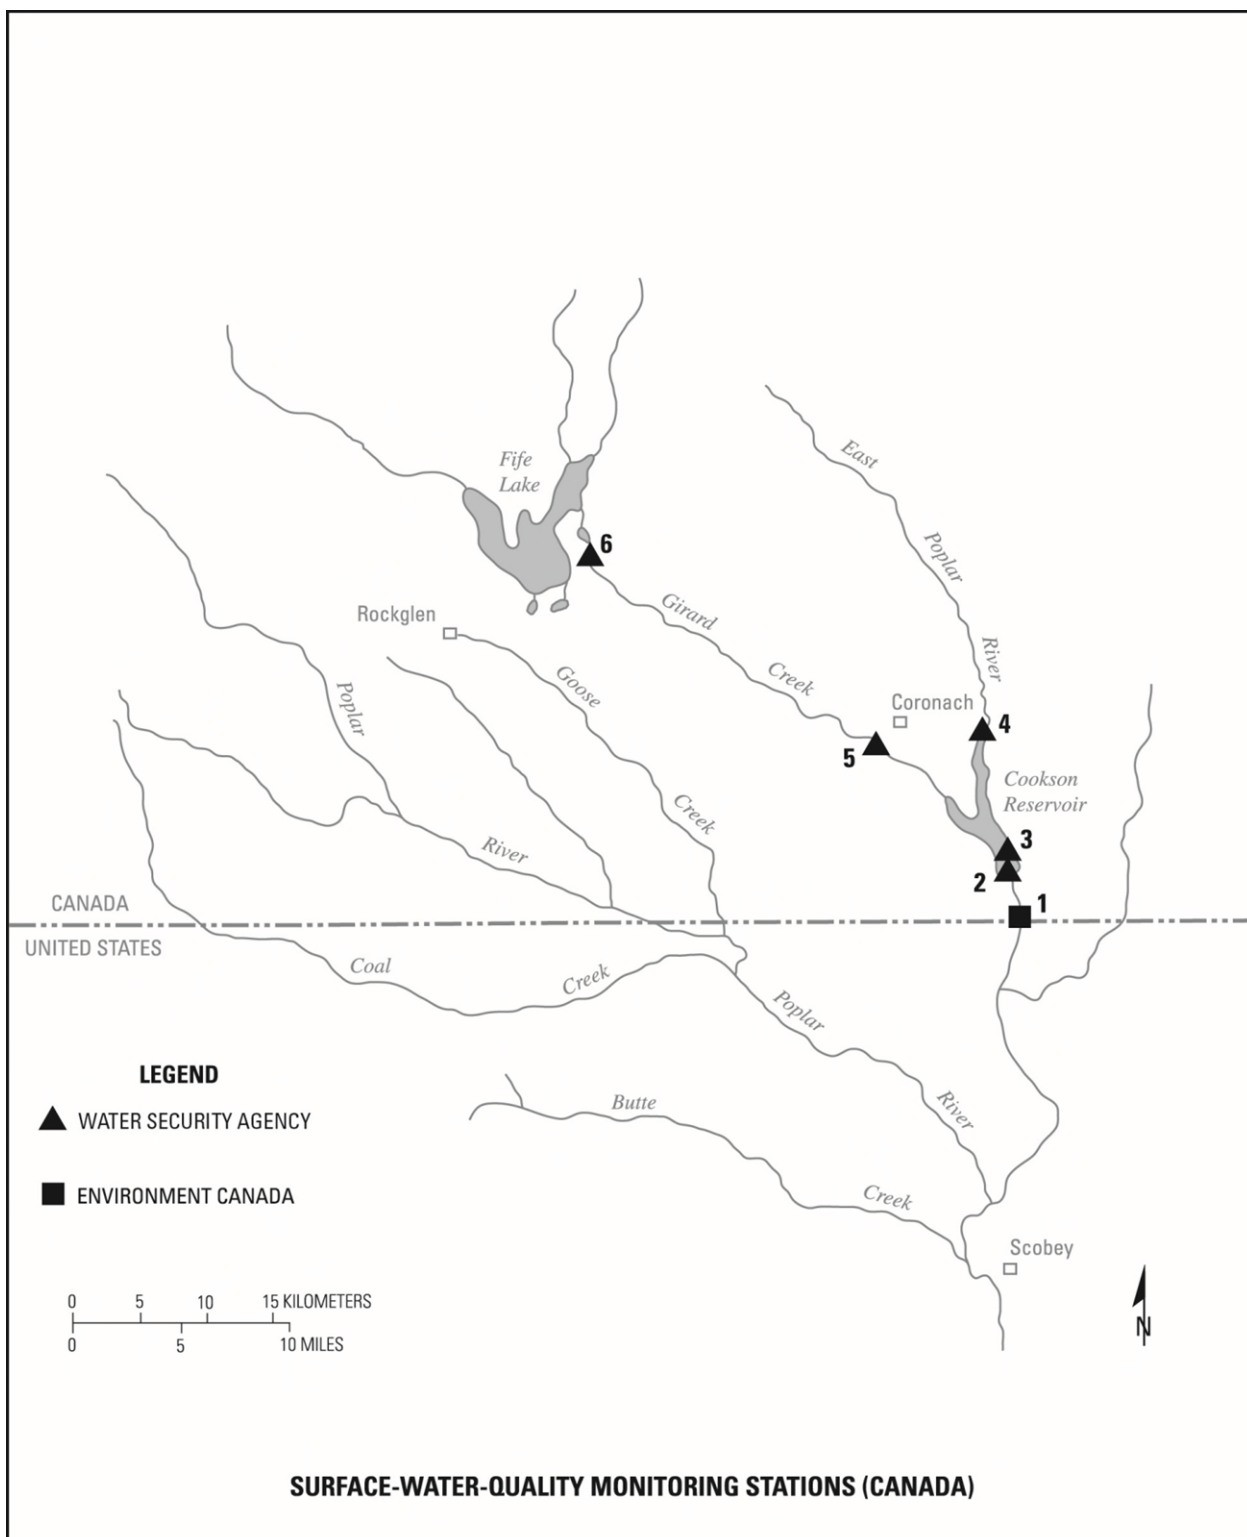 Fife
Lake
6
East
Poplar
River
Girard
Creek
Rockglen
Goose
Creek
Poplar
River
Coronach
4
5
Cookson
Reservoir
3
2
1
CANADA
UNITED STATES
Coal
Creek
Poplar
River
Butte
Creek
Scobey
LEGEND
WATER SECURITY AGENCY
ENVIRONMENT CANADA
0 5 10 15 KILOMETERS
0 5 10 MILES
N
SURFACE-WATER-QUALITY MONITORING STATIONS (CANADA)